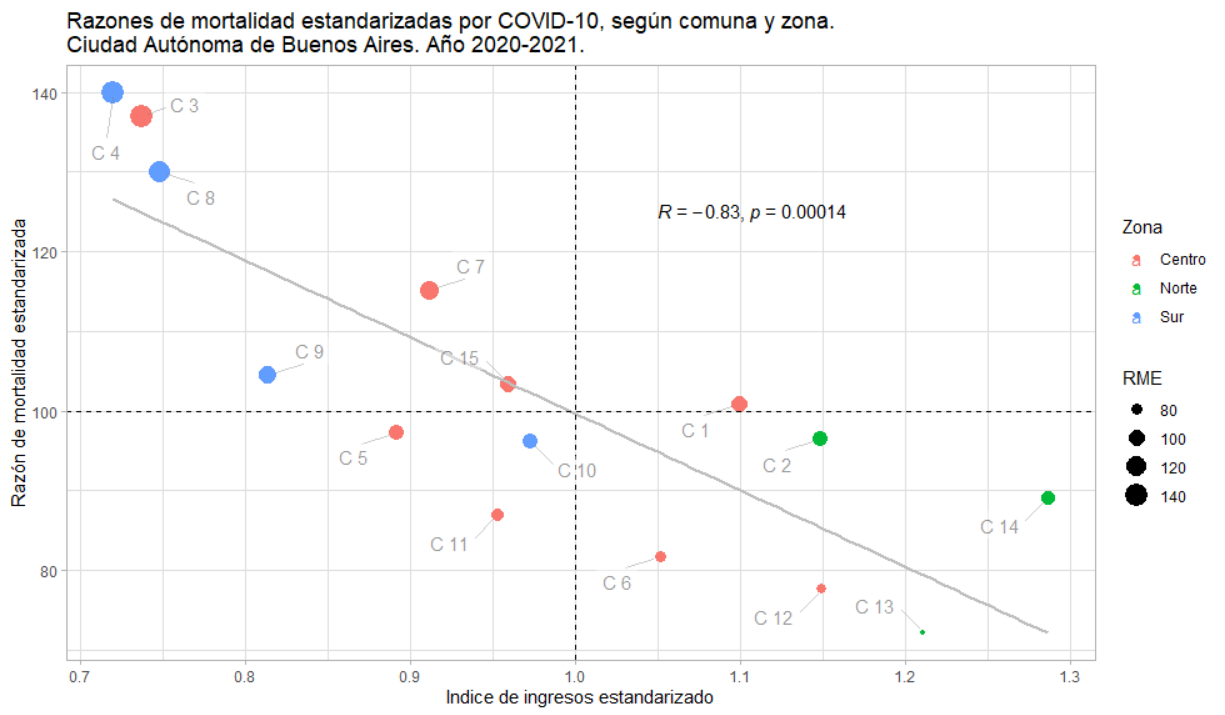 Razones de mortalidad estandarizadas por COVID-10, según comuna y zona.
Ciudad Autónoma de Buenos Aires. Año 2020-2021.
Razón de mortalidad estandarizada
140
120
100
80
C 3
C 4
C 8
R = −0.83, p = 0.00014
C 7
C 9
C 15
C 1
C 5
C 2
C 10
C 14
C 11
C 6
C 13
C 12
0.7
0.8
0.9
1.0
1.1
1.2
1.3
Indice de ingresos estandarizado
Zona
a Centro
a Norte
a Sur
RME
80
100
120
140